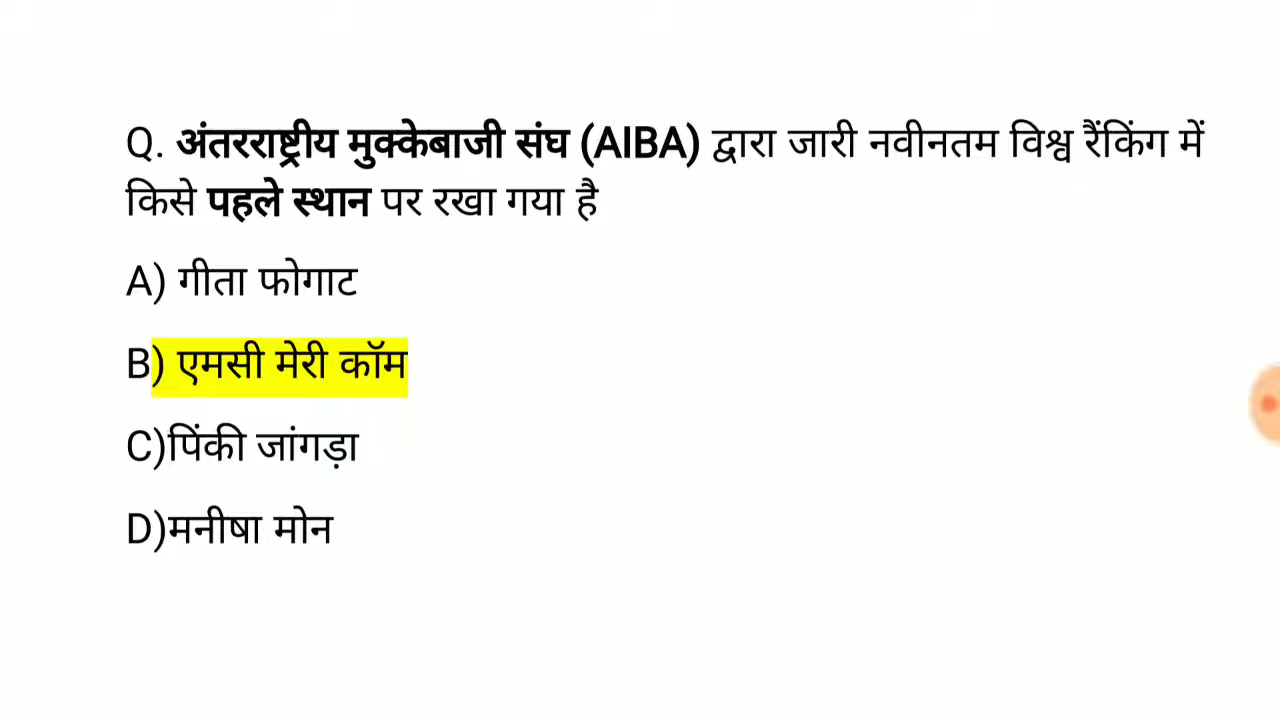 Q. अंतरराष्ट्रीय मुक्केबाजी संघ (AIBA) द्वारा जारी नवीनतम विश्व रैंकिंग में
किसे पहले स्थान पर रखा गया है
A) गीता फोगाट
B) एमसी मेरी कॉम
C)पिंकी जांगड़ा
D)मनीषा मोन